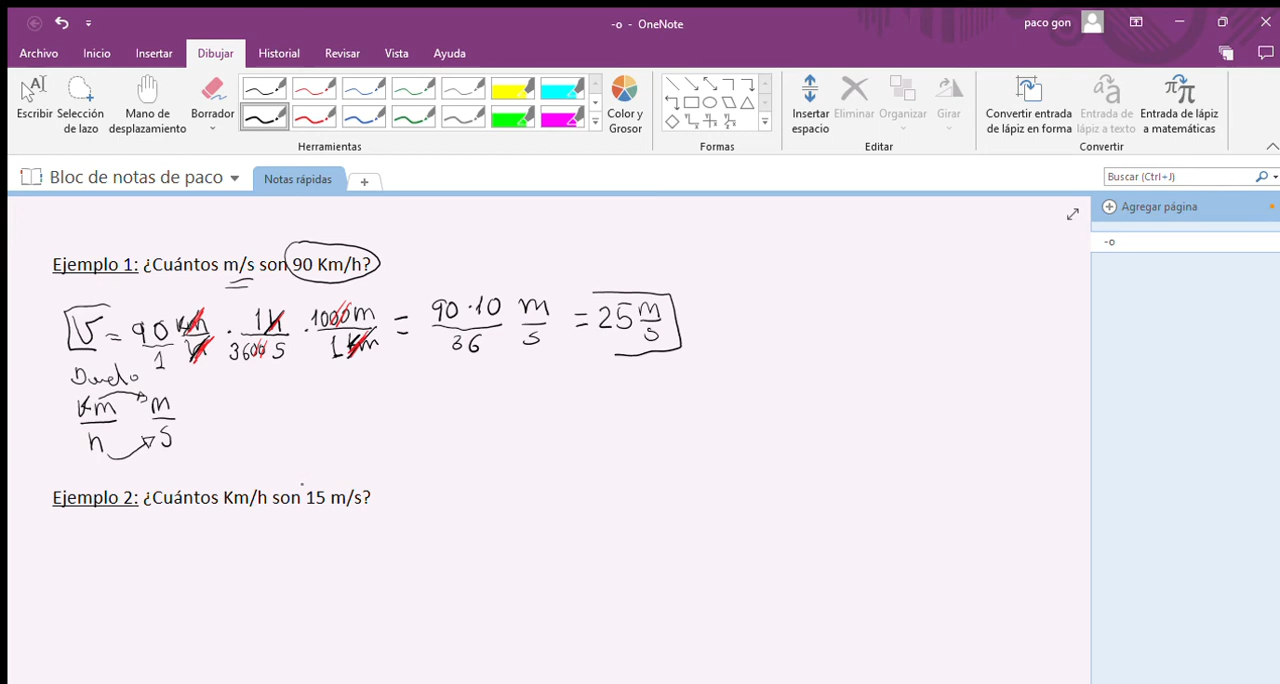 -o - OneNote
paco gon
Archivo Inicio Insertar Dibujar Historial Revisar Vista Ayuda
Escribir Selección de lazo Mano de desplazamiento Borrador Color y Grosor Insertar espacio Eliminar Organizar Girar Convertir entrada de lápiz en forma Entrada de lápiz a texto Entrada de lápiz a matemáticas
Herramientas Formas Editar Convertir
Bloc de notas de paco Notas rápidas Buscar (Ctrl+J)
Agregar página
-o
Ejemplo 1: ¿Cuántos m/s son 90 Km/h?
V = 90/1 Km/h · 1h/3600 s · 1000m/1Km = 90·10/36 m/s = 25 m/s
Km/h m/s
Ejemplo 2: ¿Cuántos Km/h son 15 m/s?